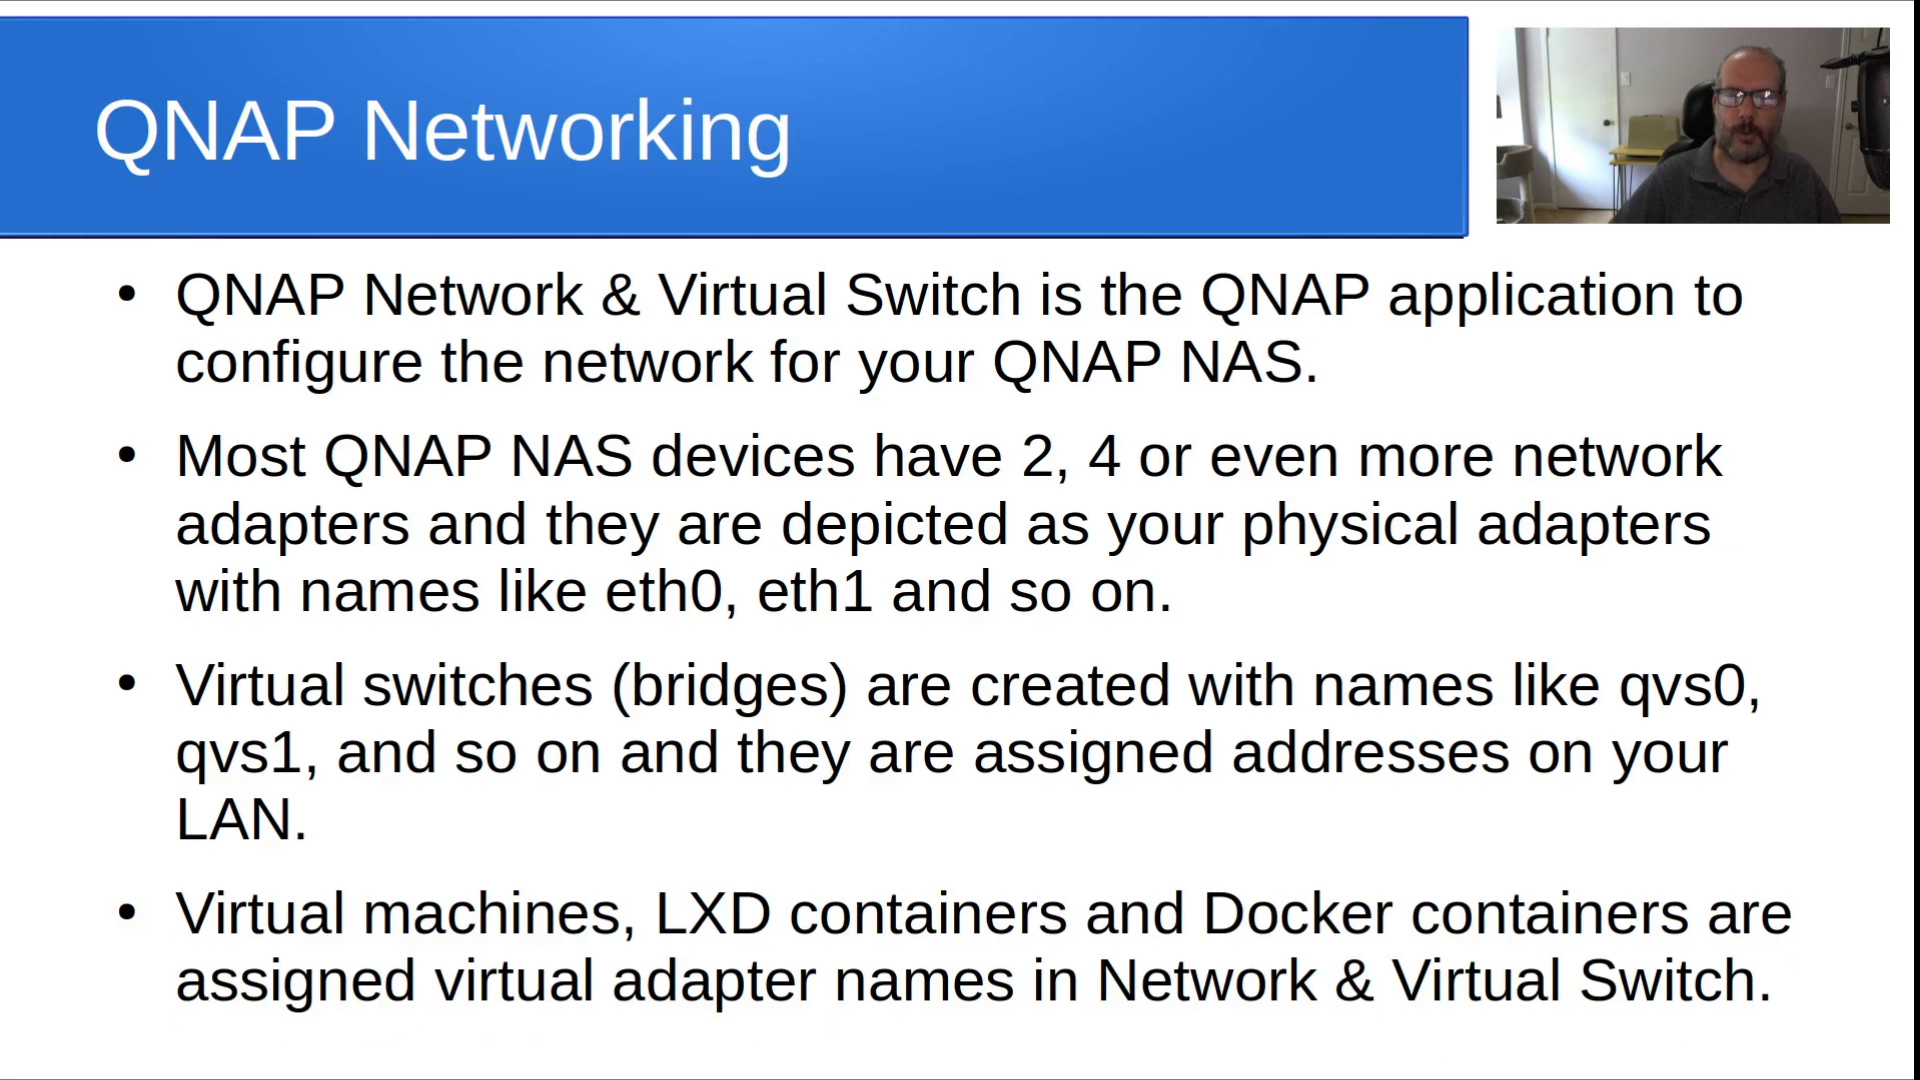 QNAP Networking
• QNAP Network & Virtual Switch is the QNAP application to
configure the network for your QNAP NAS.
• Most QNAP NAS devices have 2, 4 or even more network
adapters and they are depicted as your physical adapters
with names like eth0, eth1 and so on.
• Virtual switches (bridges) are created with names like qvs0,
qvs1, and so on and they are assigned addresses on your
LAN.
• Virtual machines, LXD containers and Docker containers are
assigned virtual adapter names in Network & Virtual Switch.